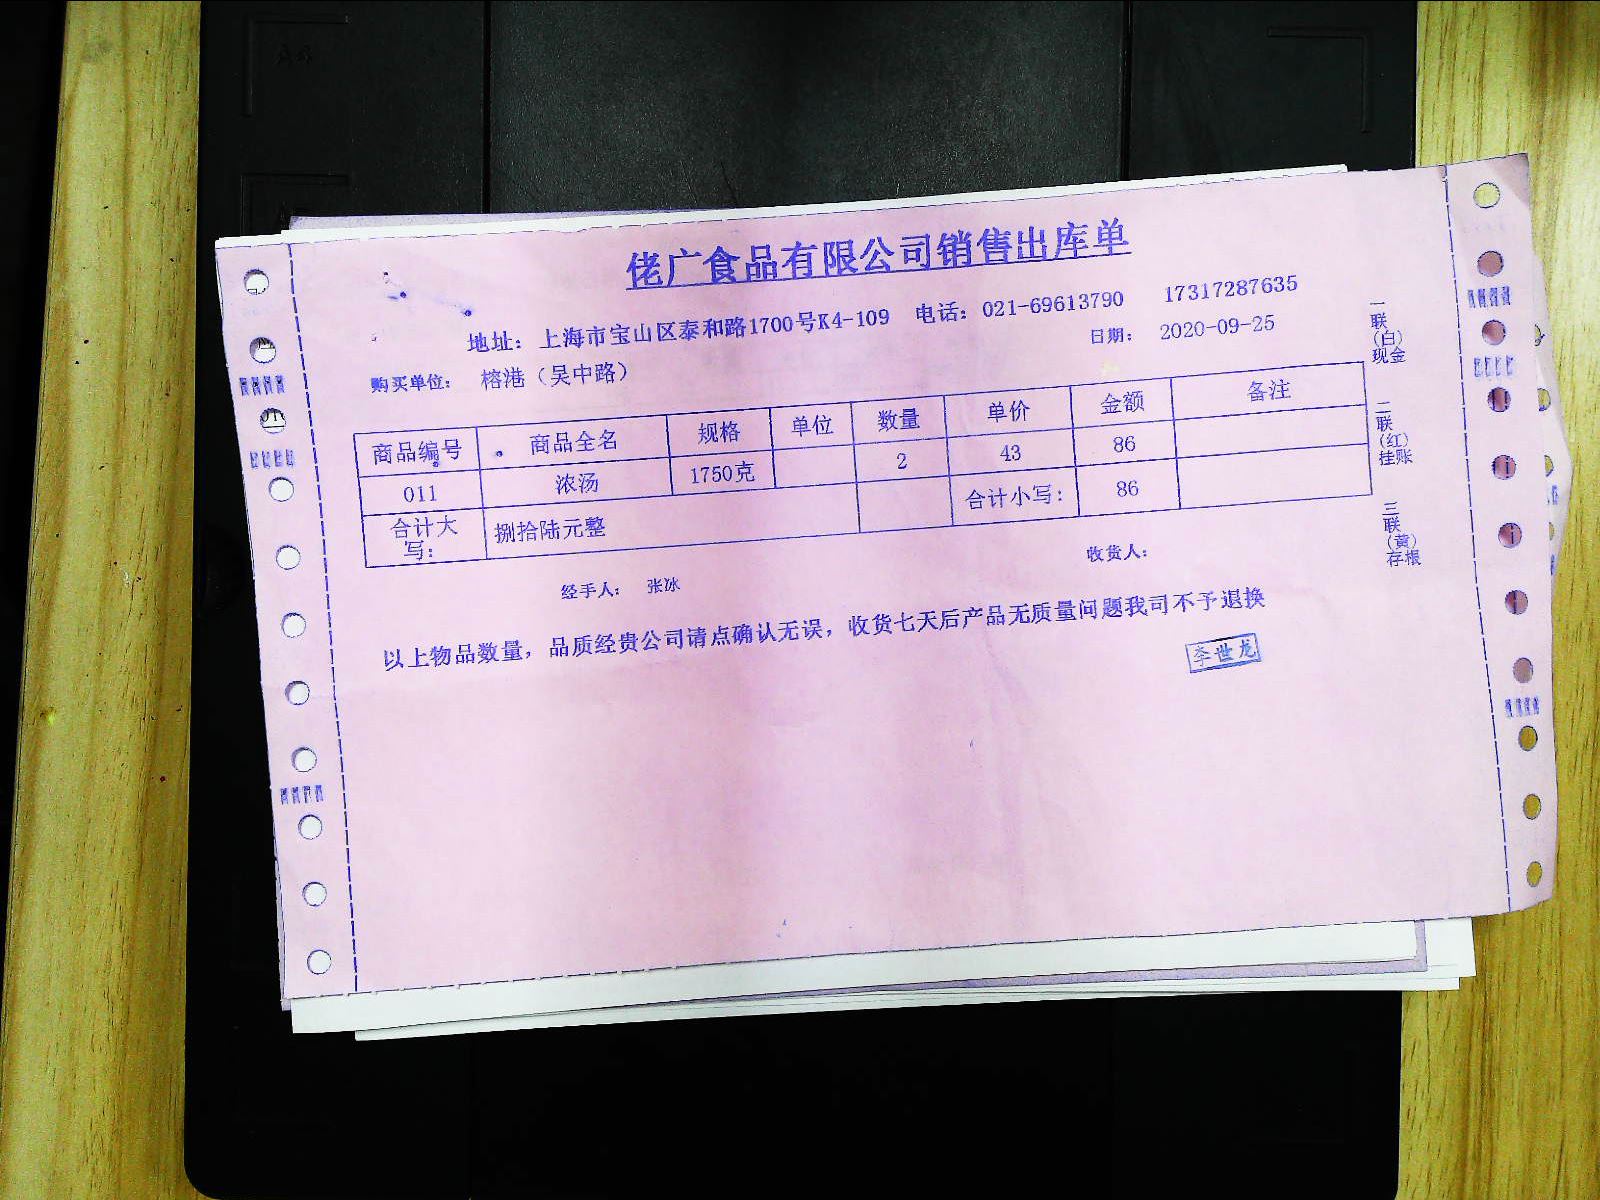 佬广食品有限公司销售出库单
地址：上海市宝山区泰和路1700号K4-109 电话：021-69613790 17317287635
日期： 2020-09-25
购买单位： 榕港（吴中路）
商品编号 商品全名 规格 单位 数量 单价 金额 备注
011 浓汤 1750克 2 43 86
合计大写： 捌拾陆元整 合计小写： 86
经手人： 张冰 收货人：
以上物品数量，品质经贵公司请点确认无误，收货七天后产品无质量问题我司不予退换
李世龙
一联（白）现金
二联（红）挂账
三联（黄）存根